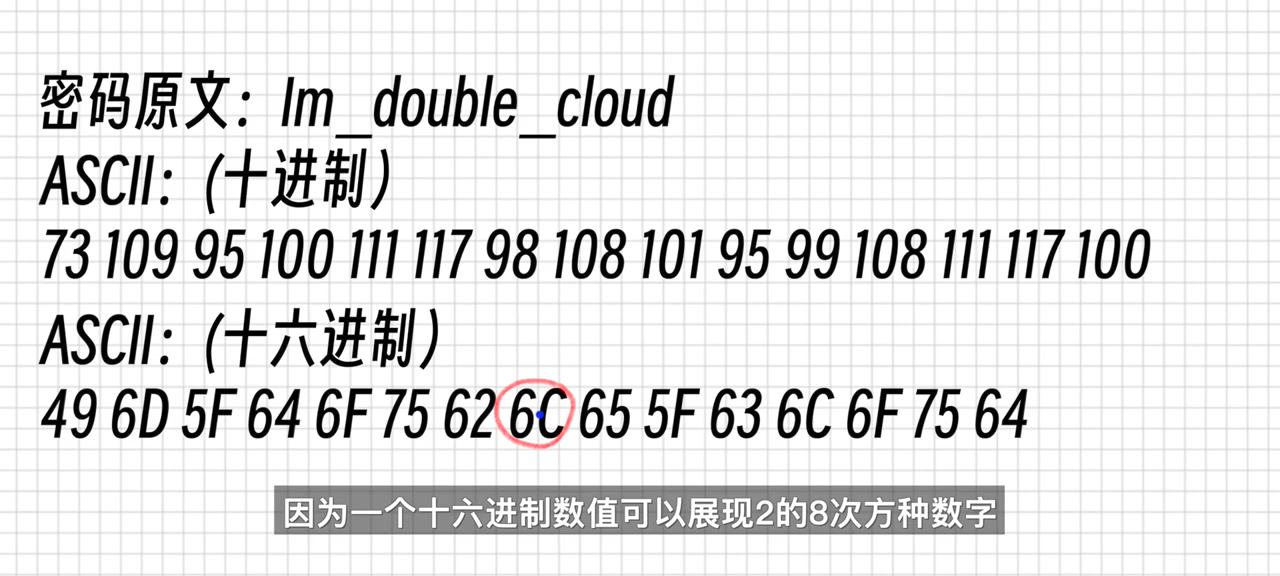 密码原文：Im_double_cloud
ASCII：(十进制）
73 109 95 100 111 117 98 108 101 95 99 108 111 117 100
ASCII：(十六进制）
49 6D 5F 64 6F 75 62 6C 65 5F 63 6C 6F 75 64
因为一个十六进制数值可以展现2的8次方种数字